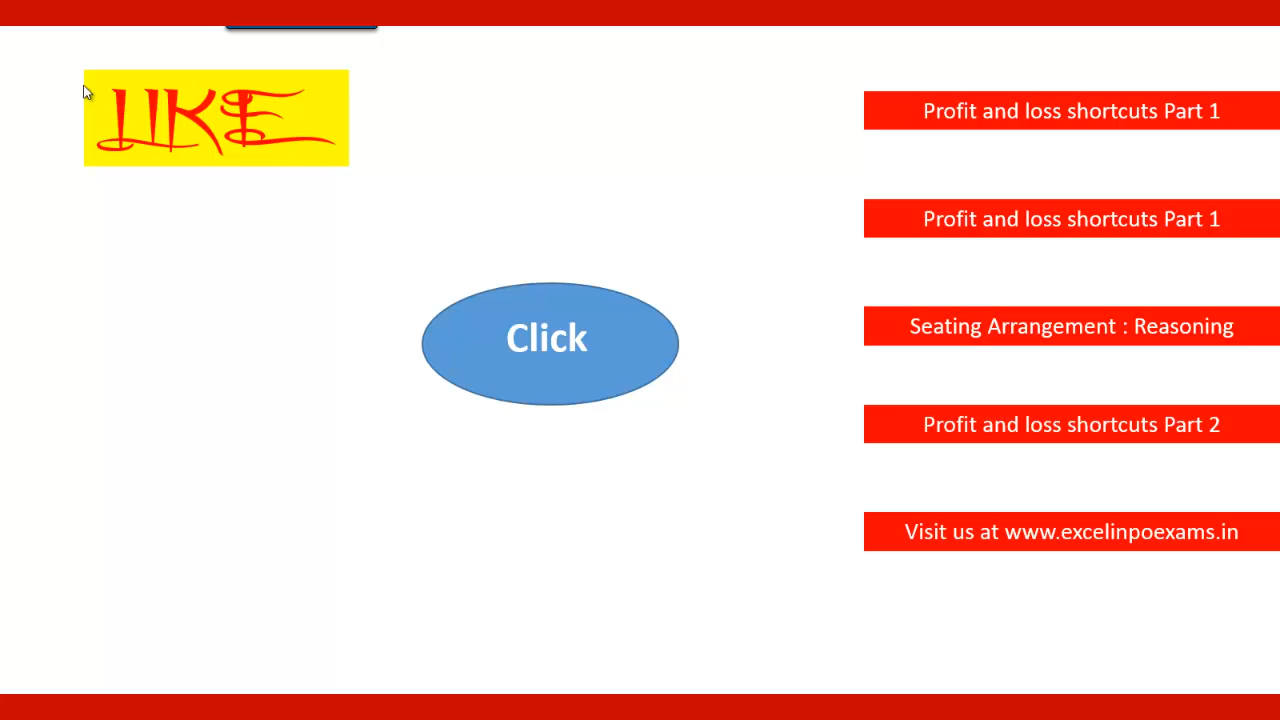 LIKE
Profit and loss shortcuts Part 1
Profit and loss shortcuts Part 1
Click
Seating Arrangement : Reasoning
Profit and loss shortcuts Part 2
Visit us at www.excelinpoexams.in